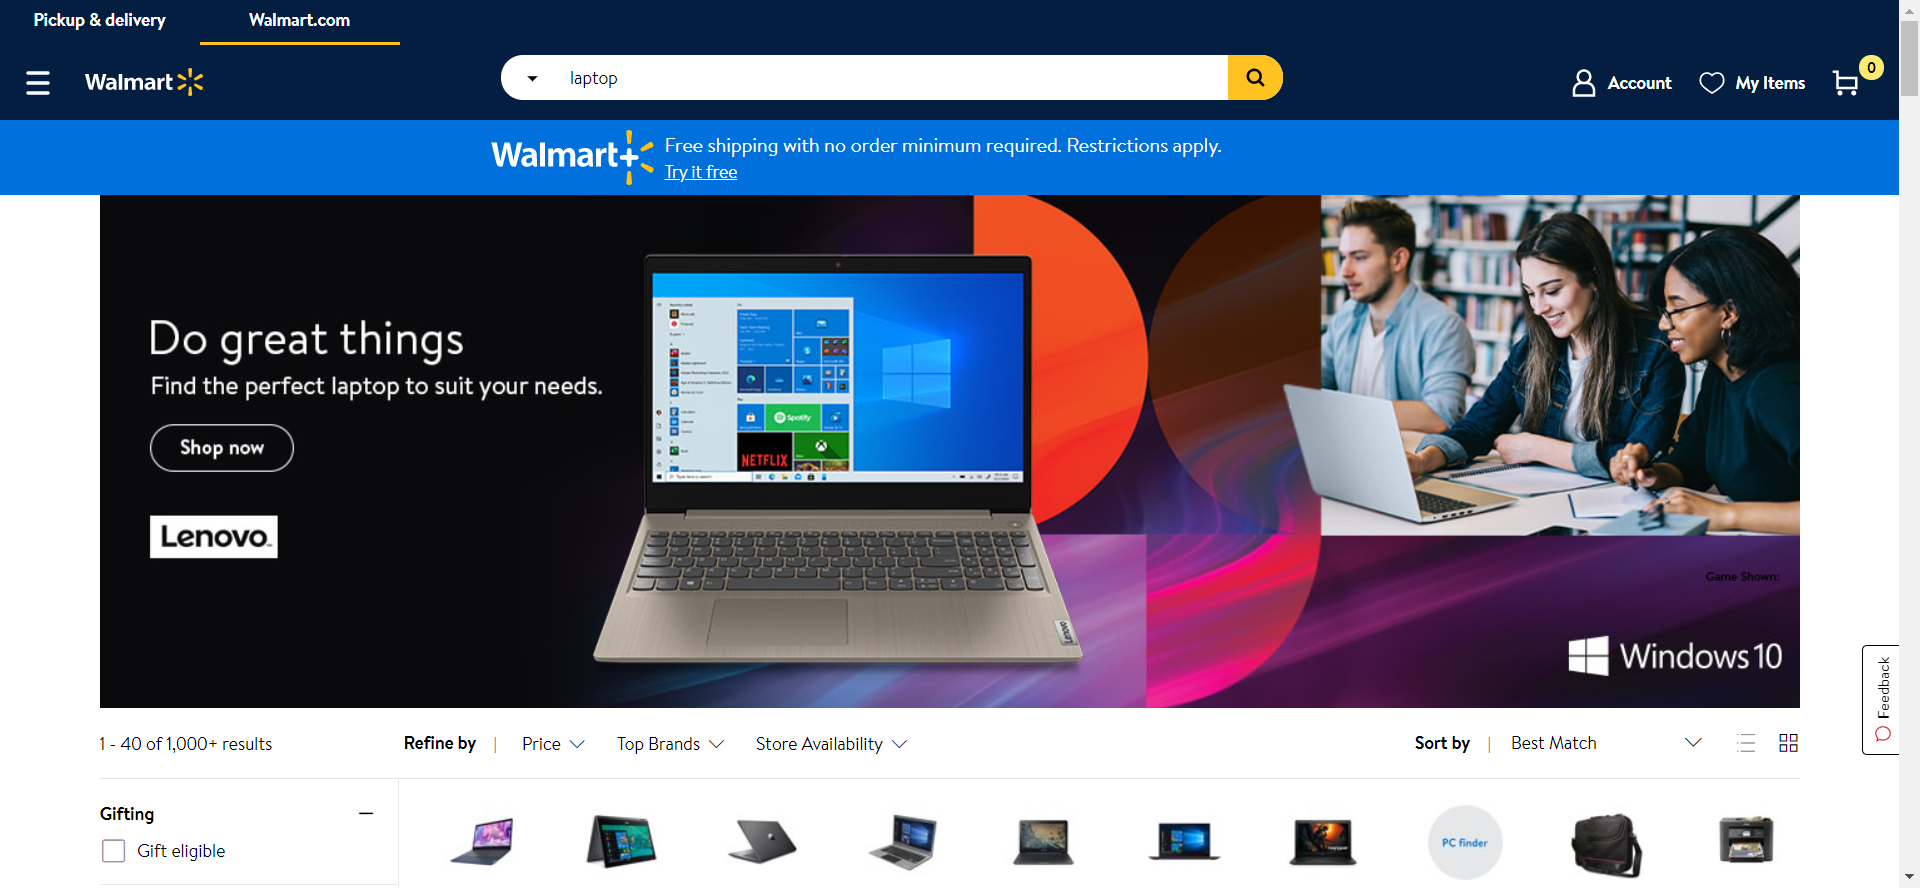 Pickup & delivery
Walmart.com
Walmart
laptop
Account
My Items
0
Walmart+
Free shipping with no order minimum required. Restrictions apply.
Try it free
Do great things
Find the perfect laptop to suit your needs.
Shop now
Lenovo
Spotify
NETFLIX
Lenovo
Game Shown:
Windows 10
Feedback
1 - 40 of 1,000+ results
Refine by
Price
Top Brands
Store Availability
Sort by
Best Match
Gifting
Gift eligible
PC finder